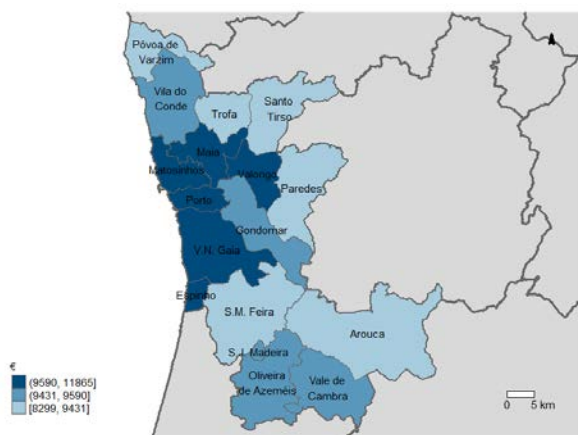 Póvoa de
Varzim
Vila do
Conde
Trofa
Santo
Tirso
Maia
Matosinhos
Valongo
Paredes
Porto
Gondomar
V.N. Gaia
Espinho
S.M. Feira
Arouca
S.J. Madeira
Oliveira
de Azeméis
Vale de
Cambra
€
(9590, 11865]
(9431, 9590]
[8299, 9431]
0 5 km